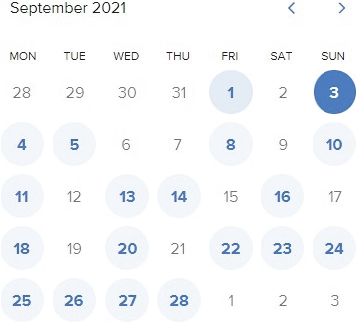 September 2021 < >
MON TUE WED THU FRI SAT SUN
28 29 30 31 1 2 3
4 5 6 7 8 9 10
11 12 13 14 15 16 17
18 19 20 21 22 23 24
25 26 27 28 1 2 3